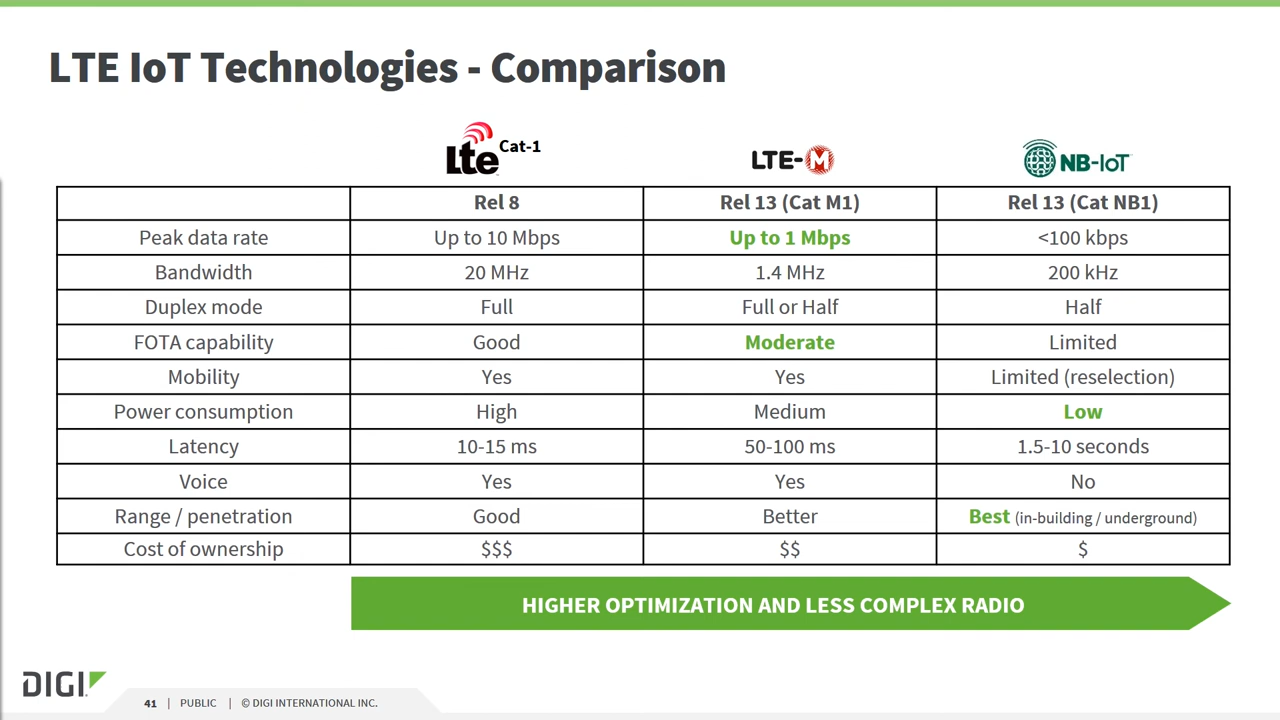 LTE IoT Technologies - Comparison
Lte Cat-1
LTE-M
NB-IoT
Rel 8 Rel 13 (Cat M1) Rel 13 (Cat NB1)
Peak data rate Up to 10 Mbps Up to 1 Mbps <100 kbps
Bandwidth 20 MHz 1.4 MHz 200 kHz
Duplex mode Full Full or Half Half
FOTA capability Good Moderate Limited
Mobility Yes Yes Limited (reselection)
Power consumption High Medium Low
Latency 10-15 ms 50-100 ms 1.5-10 seconds
Voice Yes Yes No
Range / penetration Good Better Best (in-building / underground)
Cost of ownership $$$ $$ $
HIGHER OPTIMIZATION AND LESS COMPLEX RADIO
DIGI
41 | PUBLIC | © DIGI INTERNATIONAL INC.